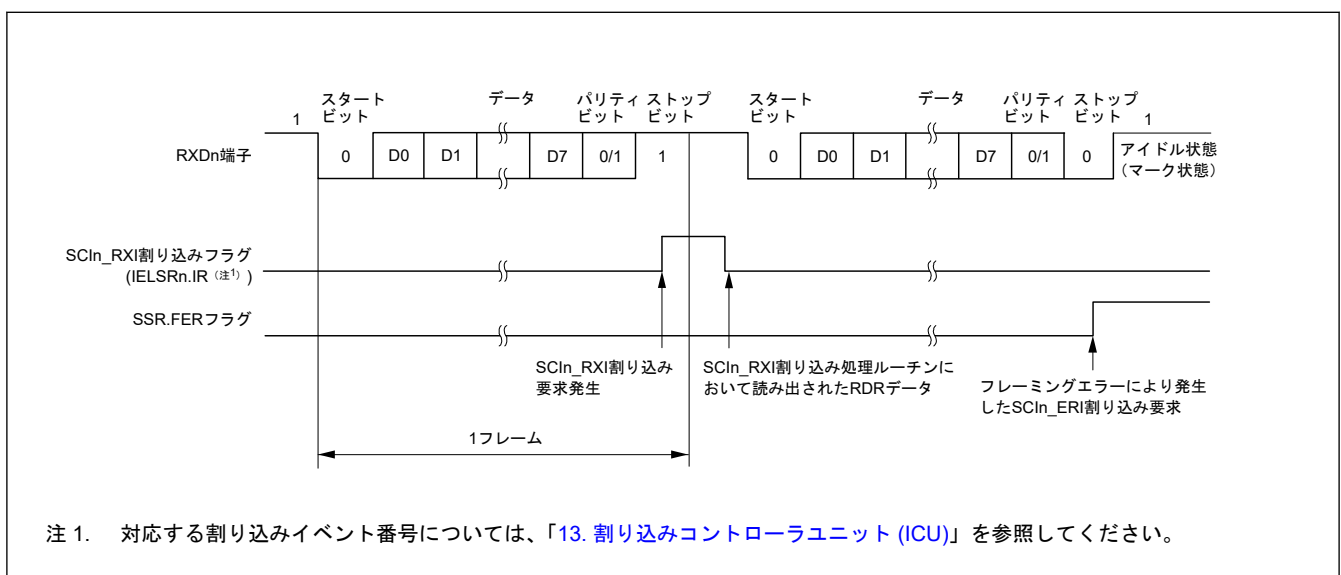 スタート データ パリティ ストップ スタート データ パリティ ストップ
1 ビット ビット ビット ビット ビット ビット 1
RXDn端子 0 D0 D1 D7 0/1 1 0 D0 D1 D7 0/1 0 アイドル状態
（マーク状態）
SCIn_RXI割り込みフラグ
(IELSRn.IR（注1）)
SSR.FERフラグ
SCIn_RXI割り込み
要求発生
SCIn_RXI割り込み処理ルーチンに
おいて読み出されたRDRデータ
フレーミングエラーにより発生
したSCIn_ERI割り込み要求
1フレーム
注 1. 対応する割り込みイベント番号については、「13. 割り込みコントローラユニット (ICU)」を参照してください。